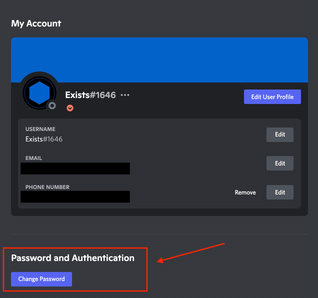 My Account
Exists#1646 •••
Edit User Profile
USERNAME
Exists#1646
Edit
EMAIL
Edit
PHONE NUMBER
Remove
Edit
Password and Authentication
Change Password